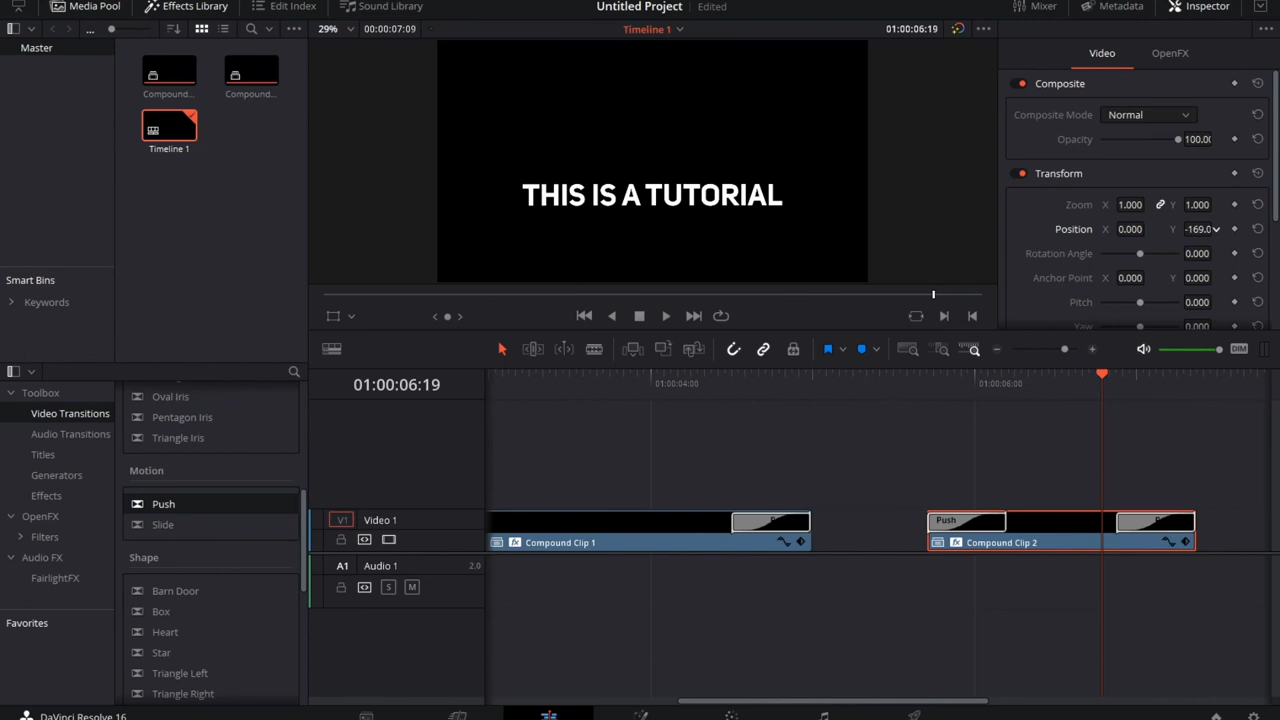 Media Pool
Effects Library
Edit Index
Sound Library
Untitled Project
Edited
Mixer
Metadata
Inspector
...
29%
00:00:07:09
Timeline 1
01:00:06:19
Master
Compound...
Compound...
Timeline 1
Smart Bins
Keywords
THIS IS A TUTORIAL
Video
OpenFX
Composite
Composite Mode
Normal
Opacity
100.00
Transform
Zoom
X
1.000
Y
1.000
Position
X
0.000
Y
-169.0
Rotation Angle
0.000
Anchor Point
X
0.000
Y
0.000
Pitch
0.000
Yaw
0.000
DIM
Toolbox
Video Transitions
Audio Transitions
Titles
Generators
Effects
OpenFX
Filters
Audio FX
FairlightFX
Favorites
Oval Iris
Pentagon Iris
Triangle Iris
Motion
Push
Slide
Shape
Barn Door
Box
Heart
Star
Triangle Left
Triangle Right
01:00:06:19
01:00:04:00
01:00:06:00
V1
Video 1
Push
Compound Clip 1
Compound Clip 2
A1
Audio 1
2.0
S
M
DaVinci Resolve 16